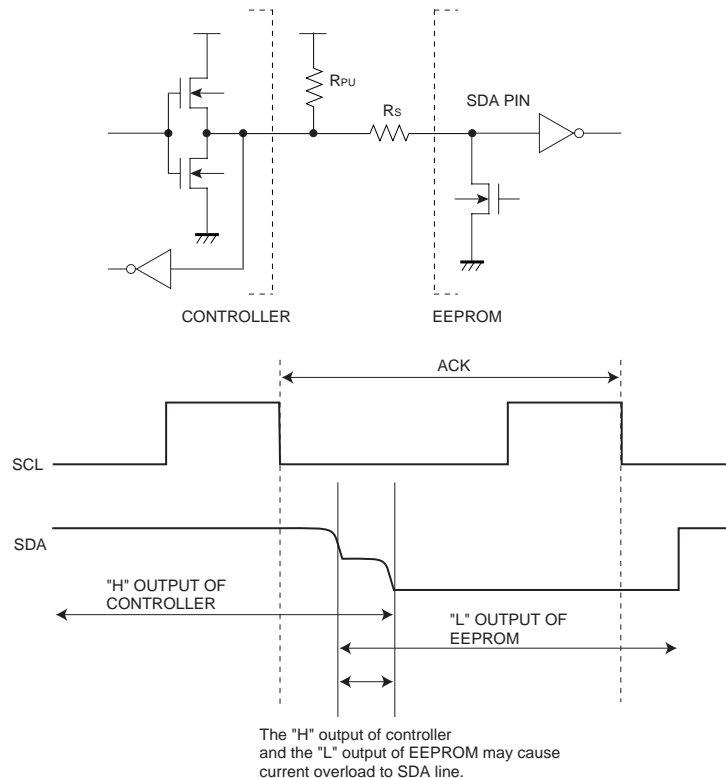 RPU
RS
SDA PIN
CONTROLLER
EEPROM
ACK
SCL
SDA
"H" OUTPUT OF
CONTROLLER
"L" OUTPUT OF
EEPROM
The "H" output of controller
and the "L" output of EEPROM may cause
current overload to SDA line.